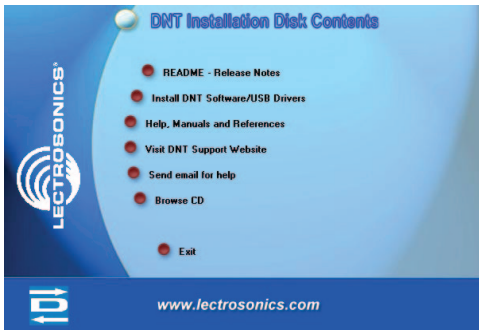 DNT Installation Disk Contents
README - Release Notes
Install DNT Software/USB Drivers
Help, Manuals and References
Visit DNT Support Website
Send email for help
Browse CD
Exit
LECTROSONICS®
www.lectrosonics.com